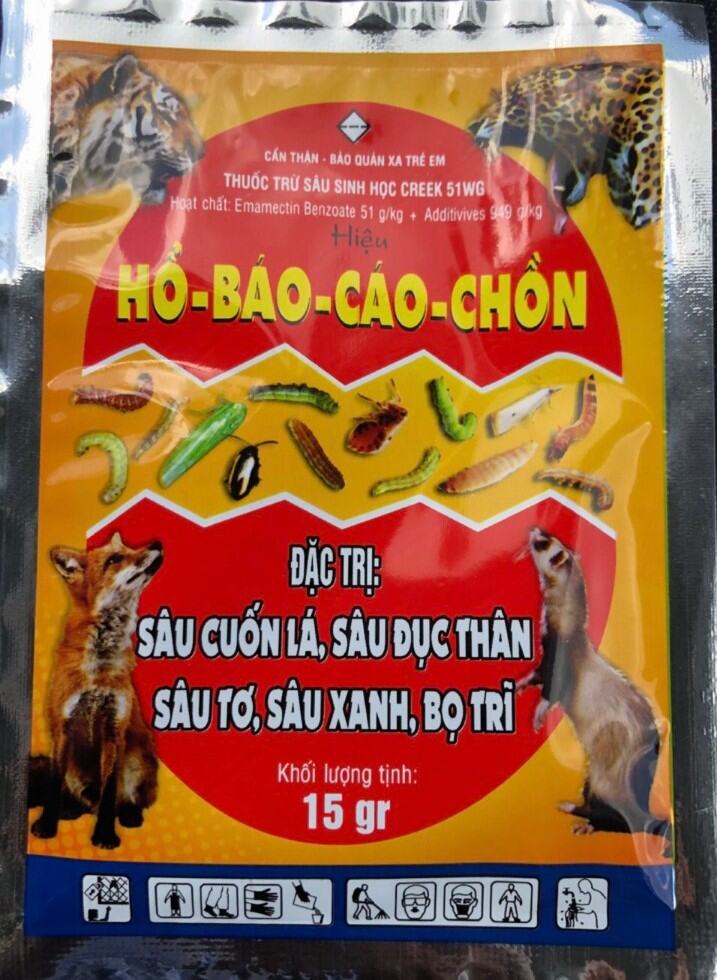 CẨN THẬN - BẢO QUẢN XA TRẺ EM
THUỐC TRỪ SÂU SINH HỌC CREEK 51WG
Hoạt chất: Emamectin Benzoate 51 g/kg + Additivives 949 g/kg
Hiệu
HỔ-BÁO-CÁO-CHỒN
ĐẶC TRỊ:
SÂU CUỐN LÁ, SÂU ĐỤC THÂN
SÂU TƠ, SÂU XANH, BỌ TRĨ
Khối lượng tịnh:
15 gr